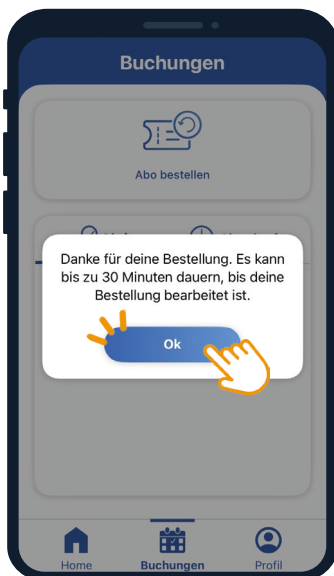 Buchungen
Abo bestellen
Danke für deine Bestellung. Es kann
bis zu 30 Minuten dauern, bis deine
Bestellung bearbeitet ist.
Ok
Home
Buchungen
Profil